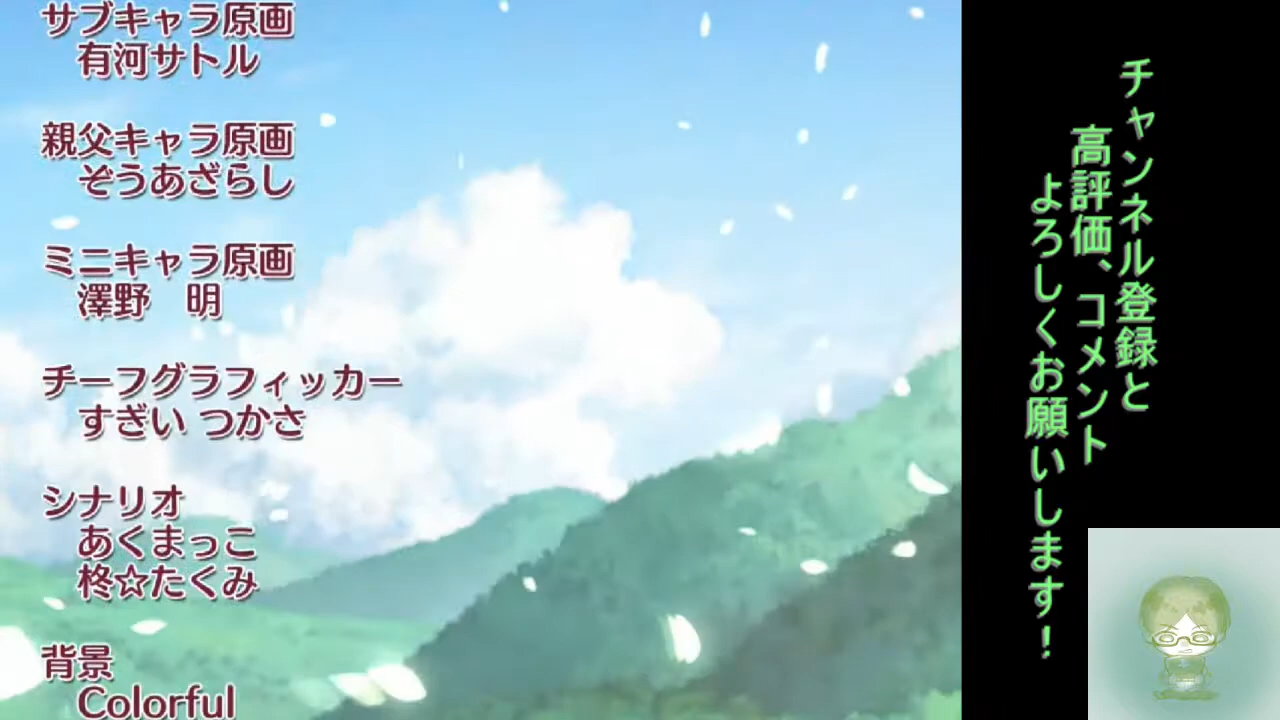 サブキャラ原画
有河サトル
親父キャラ原画
ぞうあざらし
ミニキャラ原画
澤野　明
チーフグラフィッカー
すざい つかさ
シナリオ
あくまっこ
柊☆たくみ
背景
Colorful
チャンネル登録と
高評価、コメント
よろしくお願いします！